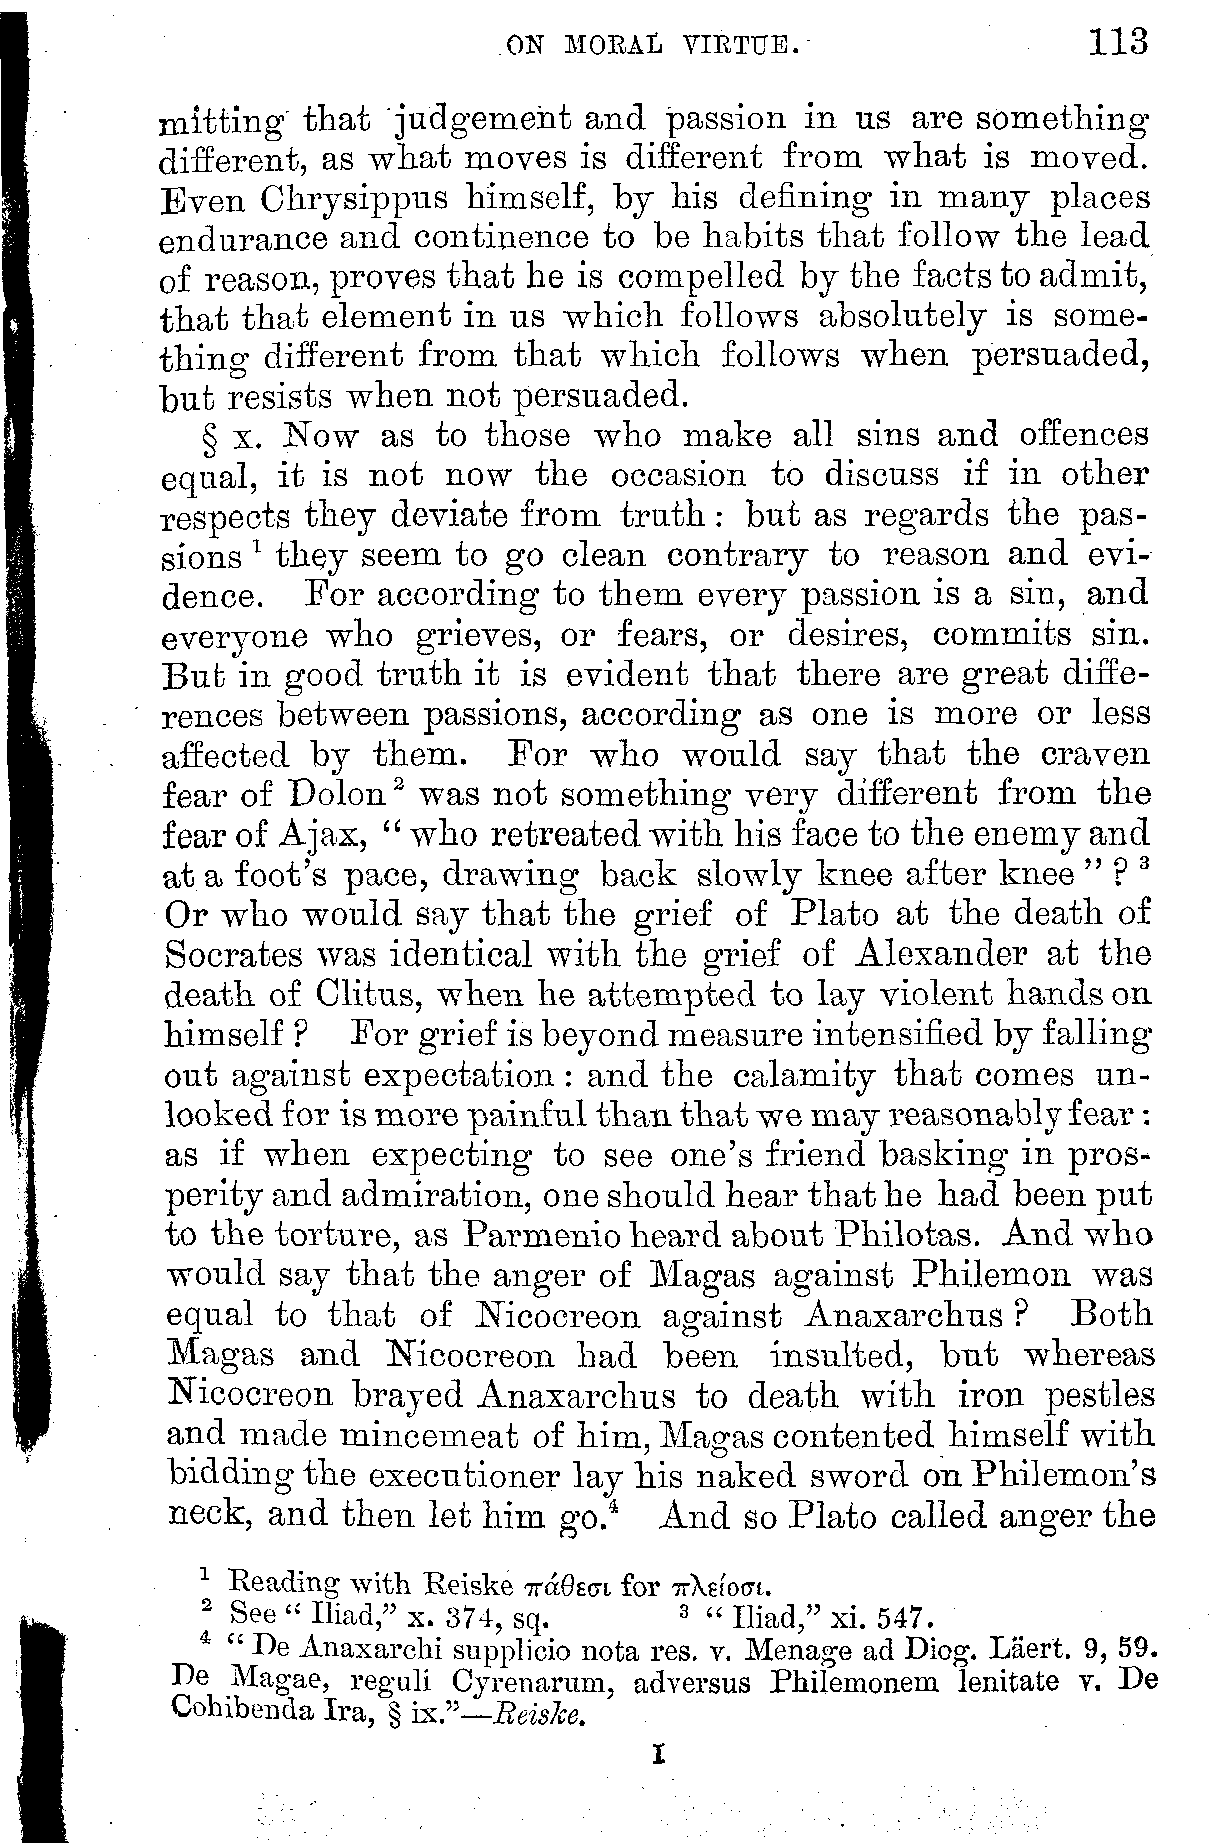 ON MORAL VIRTUE. 113
mitting that judgement and passion in us are something
different, as what moves is different from what is moved.
Even Chrysippus himself, by his defining in many places
endurance and continence to be habits that follow the lead
of reason, proves that he is compelled by the facts to admit,
that that element in us which follows absolutely is some-
thing different from that which follows when persuaded,
but resists when not persuaded.
§ x. Now as to those who make all sins and offences
equal, it is not now the occasion to discuss if in other
respects they deviate from truth: but as regards the pas-
sions ¹ they seem to go clean contrary to reason and evi-
dence. For according to them every passion is a sin, and
everyone who grieves, or fears, or desires, commits sin.
But in good truth it is evident that there are great diffe-
rences between passions, according as one is more or less
affected by them. For who would say that the craven
fear of Dolon ² was not something very different from the
fear of Ajax, “who retreated with his face to the enemy and
at a foot's pace, drawing back slowly knee after knee” ? ³
Or who would say that the grief of Plato at the death of
Socrates was identical with the grief of Alexander at the
death of Clitus, when he attempted to lay violent hands on
himself? For grief is beyond measure intensified by falling
out against expectation: and the calamity that comes un-
looked for is more painful than that we may reasonably fear:
as if when expecting to see one's friend basking in pros-
perity and admiration, one should hear that he had been put
to the torture, as Parmenio heard about Philotas. And who
would say that the anger of Magas against Philemon was
equal to that of Nicocreon against Anaxarchus? Both
Magas and Nicocreon had been insulted, but whereas
Nicocreon brayed Anaxarchus to death with iron pestles
and made mincemeat of him, Magas contented himself with
bidding the executioner lay his naked sword on Philemon's
neck, and then let him go.⁴ And so Plato called anger the
¹ Reading with Reiske πάθεσι for πλείοσι.
² See “Iliad,” x. 374, sq. ³ “Iliad,” xi. 547.
⁴ “De Anaxarchi supplicio nota res. v. Menage ad Diog. Läert. 9, 59.
De Magae, reguli Cyrenarum, adversus Philemonem lenitate v. De
Cohibenda Ira, § ix.”—Reiske.
I